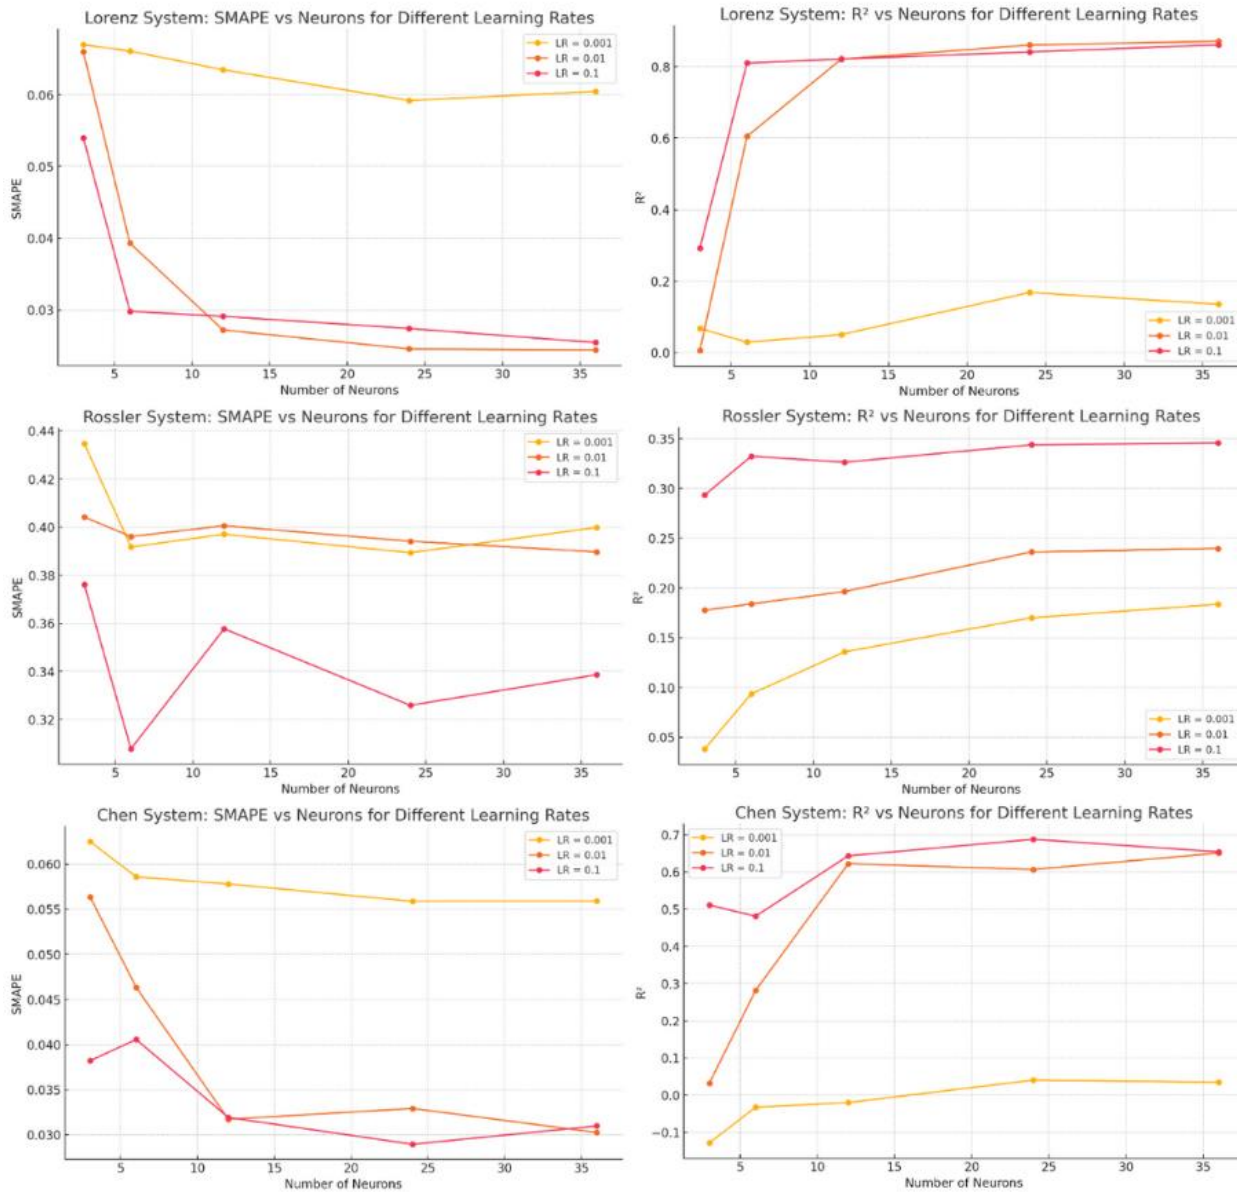 Lorenz System: SMAPE vs Neurons for Different Learning Rates
LR = 0.001
LR = 0.01
LR = 0.1
0.06
0.05
0.04
0.03
SMAPE
5 10 15 20 25 30 35
Number of Neurons
Lorenz System: R² vs Neurons for Different Learning Rates
0.8
0.6
0.4
0.2
0.0
R²
LR = 0.001
LR = 0.01
LR = 0.1
5 10 15 20 25 30 35
Number of Neurons
Rossler System: SMAPE vs Neurons for Different Learning Rates
LR = 0.001
LR = 0.01
LR = 0.1
0.44
0.42
0.40
0.38
0.36
0.34
0.32
SMAPE
5 10 15 20 25 30 35
Number of Neurons
Rossler System: R² vs Neurons for Different Learning Rates
0.35
0.30
0.25
0.20
0.15
0.10
0.05
R²
LR = 0.001
LR = 0.01
LR = 0.1
5 10 15 20 25 30 35
Number of Neurons
Chen System: SMAPE vs Neurons for Different Learning Rates
LR = 0.001
LR = 0.01
LR = 0.1
0.060
0.055
0.050
0.045
0.040
0.035
0.030
SMAPE
5 10 15 20 25 30 35
Number of Neurons
Chen System: R² vs Neurons for Different Learning Rates
LR = 0.001
LR = 0.01
LR = 0.1
0.7
0.6
0.5
0.4
0.3
0.2
0.1
0.0
−0.1
R²
5 10 15 20 25 30 35
Number of Neurons